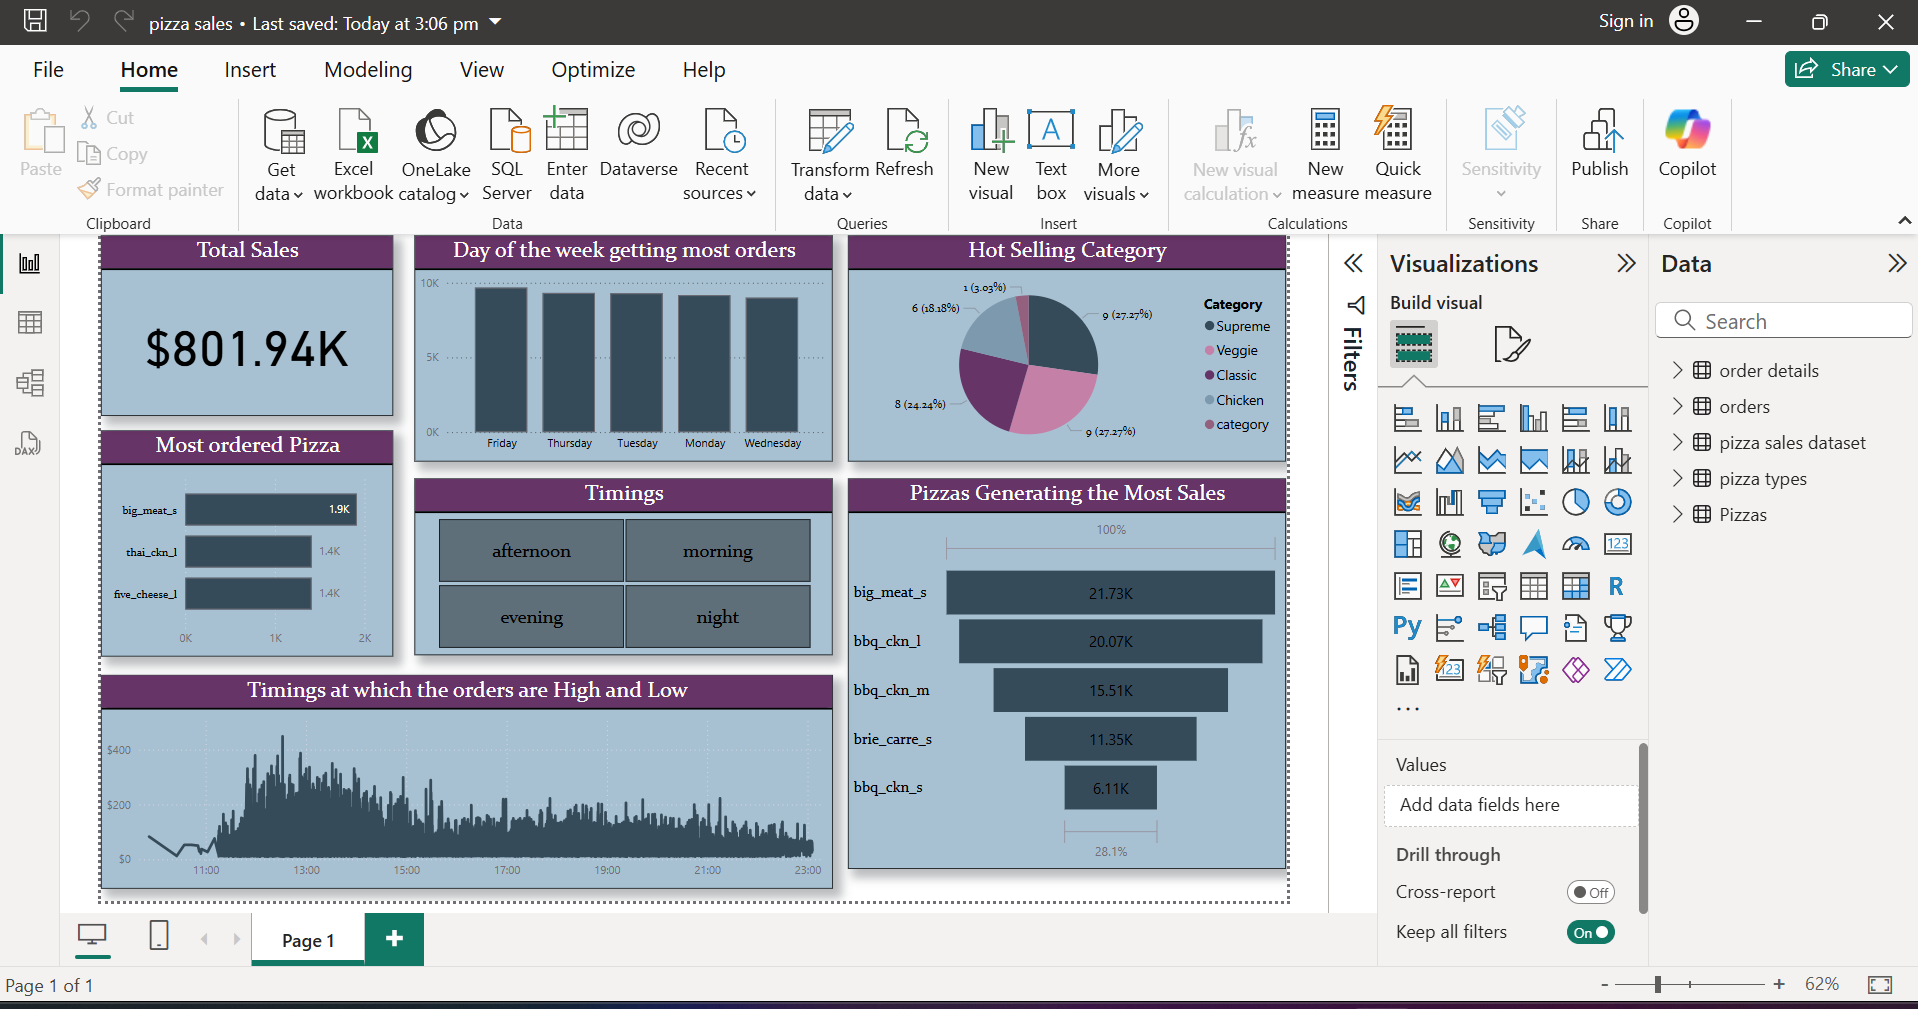 pizza sales • Last saved: Today at 3:06 pm
Sign in
File Home Insert Modeling View Optimize Help
Share
Paste
Cut
Copy
Format painter
Clipboard
Get data
Excel workbook
OneLake catalog
SQL Server
Enter data
Dataverse
Recent sources
Data
Transform data
Refresh
Queries
New visual
A
Text box
More visuals
Insert
fx
New visual calculation
New measure
Quick measure
Calculations
Sensitivity
Sensitivity
Publish
Share
Copilot
Copilot
DAX
Total Sales
$801.94K
Day of the week getting most orders
10K
5K
0K
Friday Thursday Tuesday Monday Wednesday
Hot Selling Category
1 (3.03%)
6 (18.18%)
9 (27.27%)
8 (24.24%)
9 (27.27%)
Category
Supreme
Veggie
Classic
Chicken
category
Most ordered Pizza
big_meat_s 1.9K
thai_ckn_l 1.4K
five_cheese_l 1.4K
0K 1K 2K
Timings
afternoon morning
evening night
Pizzas Generating the Most Sales
100%
big_meat_s 21.73K
bbq_ckn_l 20.07K
bbq_ckn_m 15.51K
brie_carre_s 11.35K
bbq_ckn_s 6.11K
28.1%
Timings at which the orders are High and Low
$400
$200
$0
11:00 13:00 15:00 17:00 19:00 21:00 23:00
Filters
Visualizations
Build visual
123
R
Py
123
...
Values
Add data fields here
Drill through
Cross-report Off
Keep all filters On
Data
Search
order details
orders
pizza sales dataset
pizza types
Pizzas
Page 1
+
Page 1 of 1
- + 62%